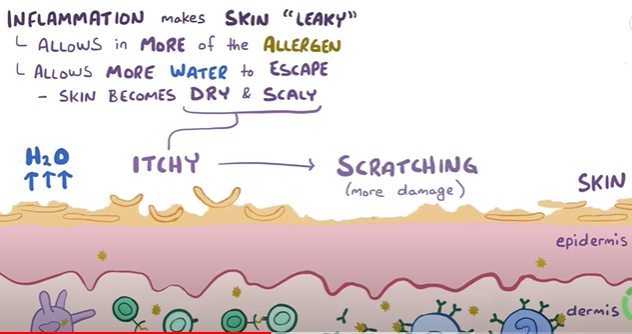 INFLAMMATION makes SKIN "LEAKY"
└ ALLOWS in MORE of the ALLERGEN
└ ALLOWS MORE WATER to ESCAPE
- SKIN BECOMES DRY & SCALY
H₂O
↑↑↑
ITCHY → SCRATCHING
(more damage)
SKIN
epidermis
dermis